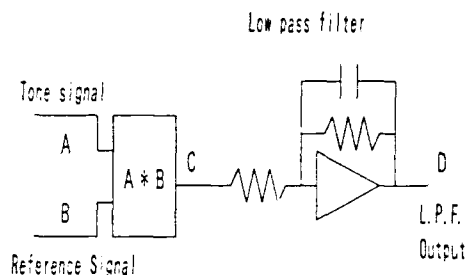 Low pass filter
Tone signal
A
B
A * B
C
D
L.P.F.
Output
Reference Signal